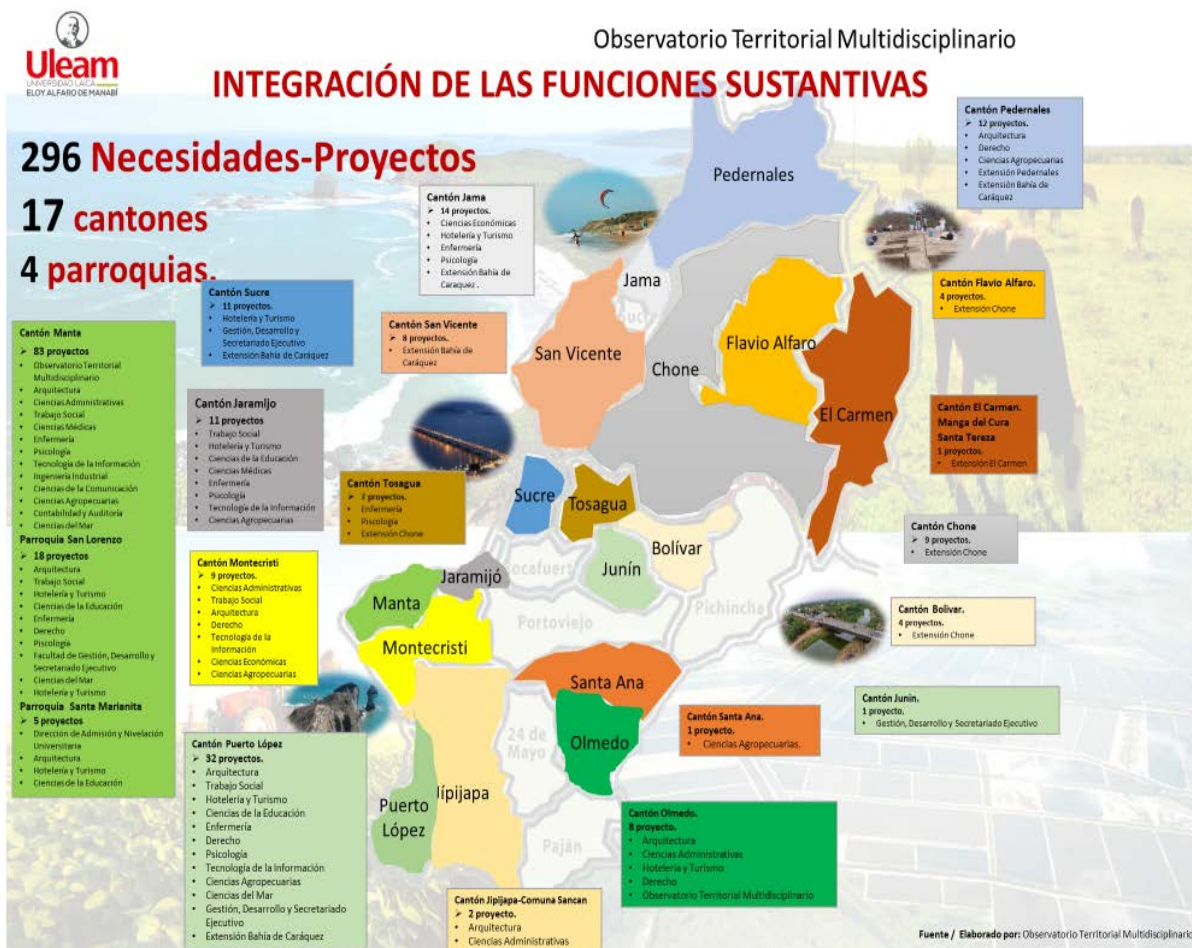 Uleam
UNIVERSIDAD LAICA
ELOY ALFARO DE MANABÍ
Observatorio Territorial Multidisciplinario
INTEGRACIÓN DE LAS FUNCIONES SUSTANTIVAS
296 Necesidades-Proyectos
17 cantones
4 parroquias.
Cantón Pedernales
➢ 12 proyectos.
• Arquitectura
• Derecho
• Ciencias Agropecuarias
• Extensión Pedernales
• Extensión Bahía de
Caráquez
Cantón Jama
➢ 14 proyectos.
• Ciencias Económicas
• Hotelería y Turismo
• Enfermería
• Psicología
• Extensión Bahía de
Caraquez .
Cantón Sucre
➢ 11 proyectos.
• Hotelería y Turismo
• Gestión, Desarrollo y
Secretariado Ejecutivo
• Extensión Bahía de Caráquez
Cantón San Vicente
➢ 8 proyectos.
• Extensión Bahía de
Caráquez
Cantón Flavio Alfaro.
4 proyectos.
• Extensión Chone
Cantón Manta
➢ 83 proyectos
• Observatorio Territorial
Multidisciplinario
• Arquitectura
• Ciencias Administrativas
• Trabajo Social
• Ciencias Médicas
• Enfermería
• Psicología
• Tecnología de la Información
• Ingeniería Industrial
• Ciencias de la Comunicación
• Ciencias Agropecuarias
• Contabilidad y Auditoría
• Ciencias del Mar
Parroquia San Lorenzo
➢ 18 proyectos
• Arquitectura
• Trabajo Social
• Hotelería y Turismo
• Ciencias de la Educación
• Enfermería
• Derecho
• Piscología
• Facultad de Gestión, Desarrollo y
Secretariado Ejecutivo
• Ciencias del Mar
• Hotelería y Turismo
Parroquia Santa Marianita
➢ 5 proyectos
• Dirección de Admisión y Nivelación
Universitaria
• Arquitectura
• Hotelería y Turismo
• Ciencias de la Educación
Cantón Jaramijo
➢ 11 proyectos
• Trabajo Social
• Hotelería y Turismo
• Ciencias de la Educación
• Ciencias Médicas
• Enfermería
• Psicología
• Tecnología de la Información
• Ciencias Agropecuarias
Cantón El Carmen.
Manga del Cura
Santa Tereza
1 proyectos.
• Extensión El Carmen
Cantón Tosagua
➢ 7 proyectos.
• Enfermería
• Piscología
• Extensión Chone
Cantón Chone
➢ 9 proyectos.
• Extensión Chone
Cantón Montecristi
➢ 9 proyectos.
• Ciencias Administrativas
• Trabajo Social
• Arquitectura
• Derecho
• Tecnología de la
Información
• Ciencias Económicas
• Ciencias Agropecuarias
Cantón Bolivar.
4 proyectos.
• Extensión Chone
Cantón Junín.
1 proyecto.
• Gestión, Desarrollo y Secretariado Ejecutivo
Cantón Santa Ana.
1 proyecto.
• Ciencias Agropecuarias.
Cantón Puerto López
➢ 32 proyectos.
• Arquitectura
• Trabajo Social
• Hotelería y Turismo
• Ciencias de la Educación
• Enfermería
• Derecho
• Psicología
• Tecnología de la Información
• Ciencias Agropecuarias
• Ciencias del Mar
• Gestión, Desarrollo y Secretariado
Ejecutivo
• Extensión Bahía de Caráquez
Cantón Olmedo.
8 proyecto.
• Arquitectura
• Ciencias Administrativas
• Hotelería y Turismo
• Derecho
• Observatorio Territorial Multidisciplinario
Cantón Jipijapa-Comuna Sancan
➢ 2 proyecto.
• Arquitectura
• Ciencias Administrativas
Pedernales
Jama
Sucre
San Vicente
Chone
Flavio Alfaro
El Carmen
Sucre
Tosagua
Bolívar
Junín
ocafuert
Jaramijó
Manta
Portoviejo
Pichincha
Montecristi
Santa Ana
24 de
Mayo
Olmedo
Jipijapa
Puerto
López
Paján
Fuente / Elaborado por: Observatorio Territorial Multidisciplinario